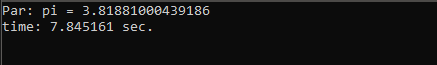 Par: pi = 3.81881000439186
time: 7.845161 sec.